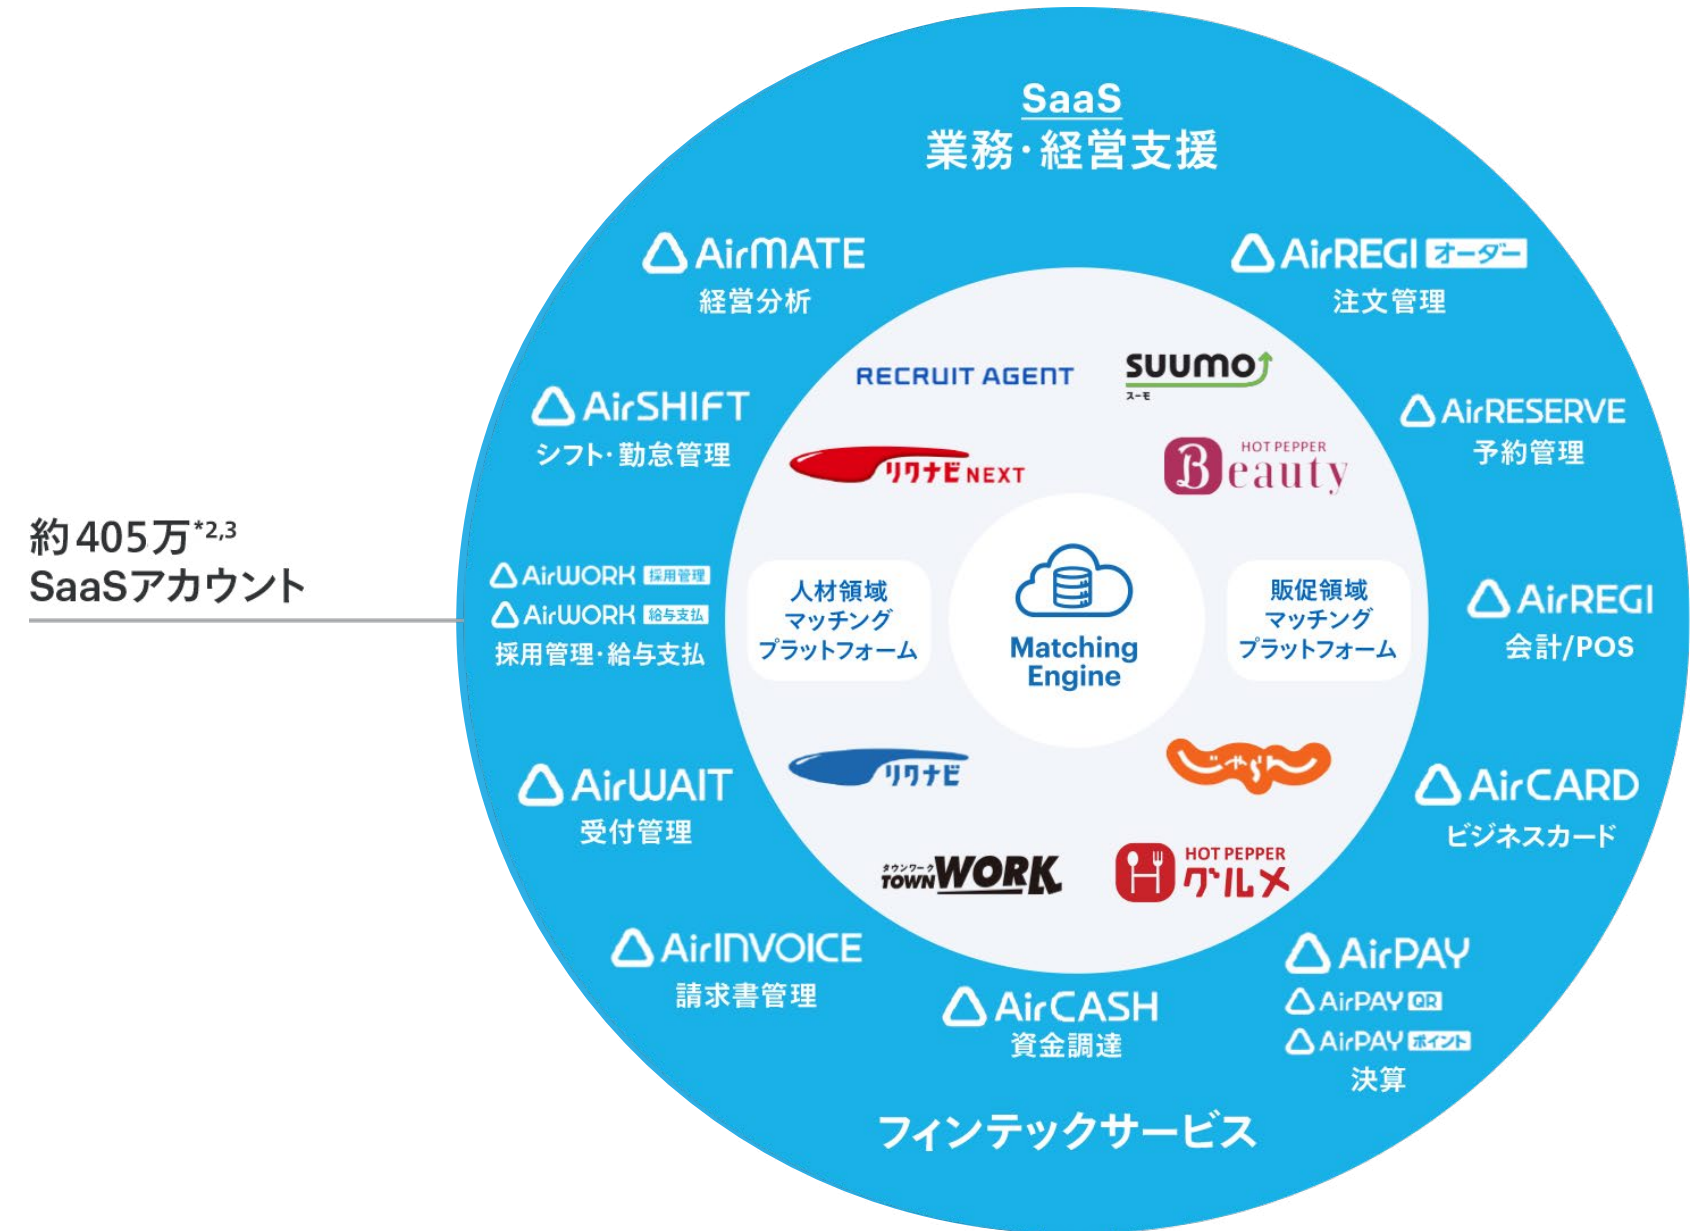 SaaS
業務・経営支援
AirMATE
経営分析
AirREGI オーダー
注文管理
RECRUIT AGENT
suumo
スーモ
AirSHIFT
シフト・勤怠管理
AirRESERVE
予約管理
リクナビNEXT
HOT PEPPER
Beauty
約405万*2,3
SaaSアカウント
AirWORK 採用管理
AirWORK 給与支払
採用管理・給与支払
人材領域
マッチング
プラットフォーム
Matching
Engine
販促領域
マッチング
プラットフォーム
AirREGI
会計/POS
AirWAIT
受付管理
リクナビ
じゃらん
AirCARD
ビジネスカード
タウンワーク
TOWNWORK
HOT PEPPER
グルメ
AirINVOICE
請求書管理
AirCASH
資金調達
AirPAY
AirPAY QR
AirPAY ポイント
決算
フィンテックサービス